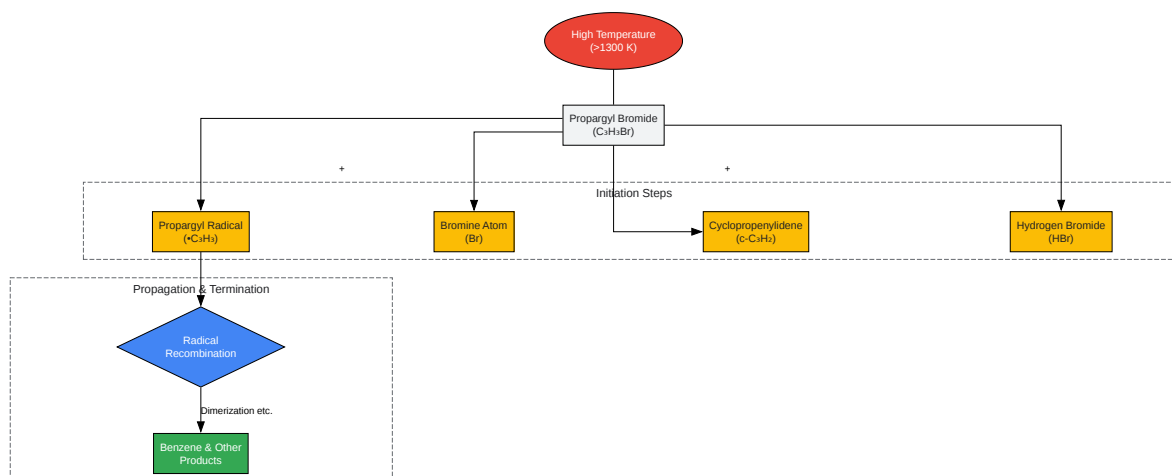 High Temperature
(>1300 K)
Propargyl Bromide
(C₃H₃Br)
+
+
Initiation Steps
Propargyl Radical
(•C₃H₃)
Bromine Atom
(Br)
Cyclopropenylidene
(c-C₃H₂)
Hydrogen Bromide
(HBr)
Propagation & Termination
Radical
Recombination
Dimerization etc.
Benzene & Other
Products